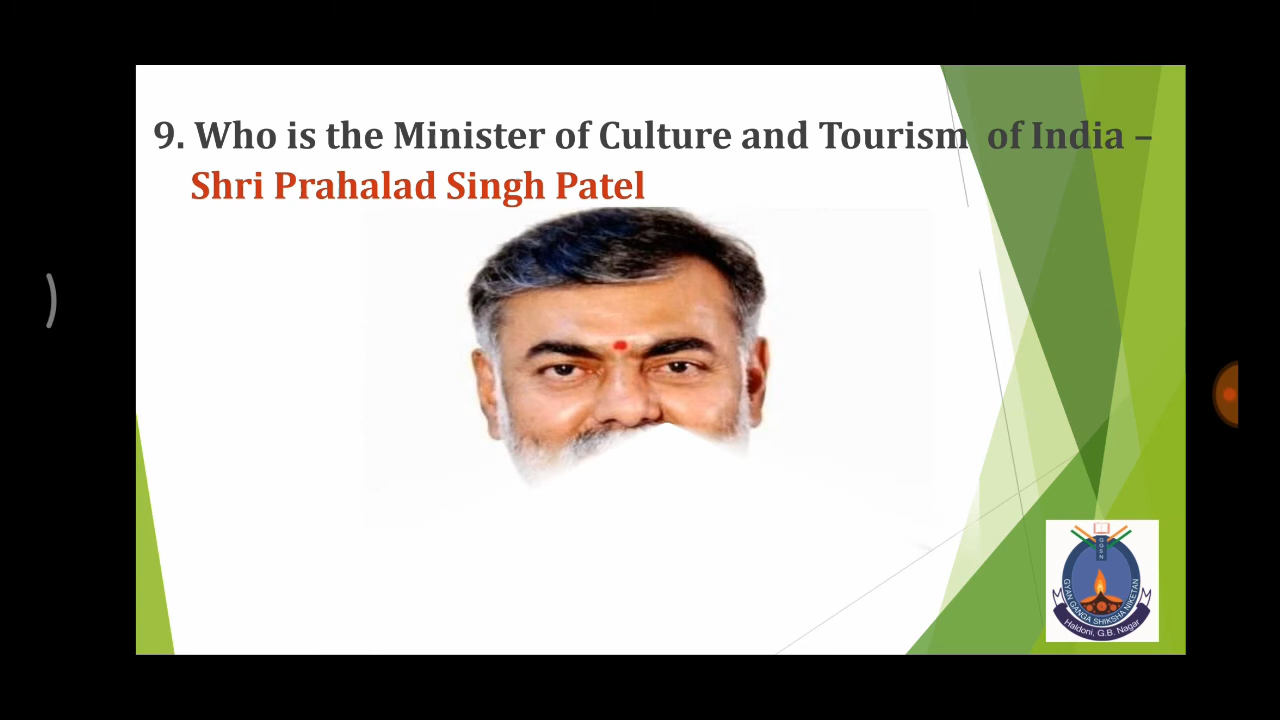 9. Who is the Minister of Culture and Tourism of India –
Shri Prahalad Singh Patel
GGSN
GYAN GANGA SHIKSHA NIKETAN
Haldoni, G.B. Nagar